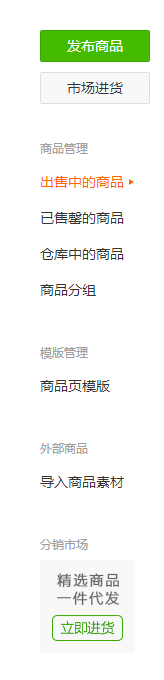 发布商品
市场进货
商品管理
出售中的商品
已售罄的商品
仓库中的商品
商品分组
模版管理
商品页模版
外部商品
导入商品素材
分销市场
精选商品
一件代发
立即进货